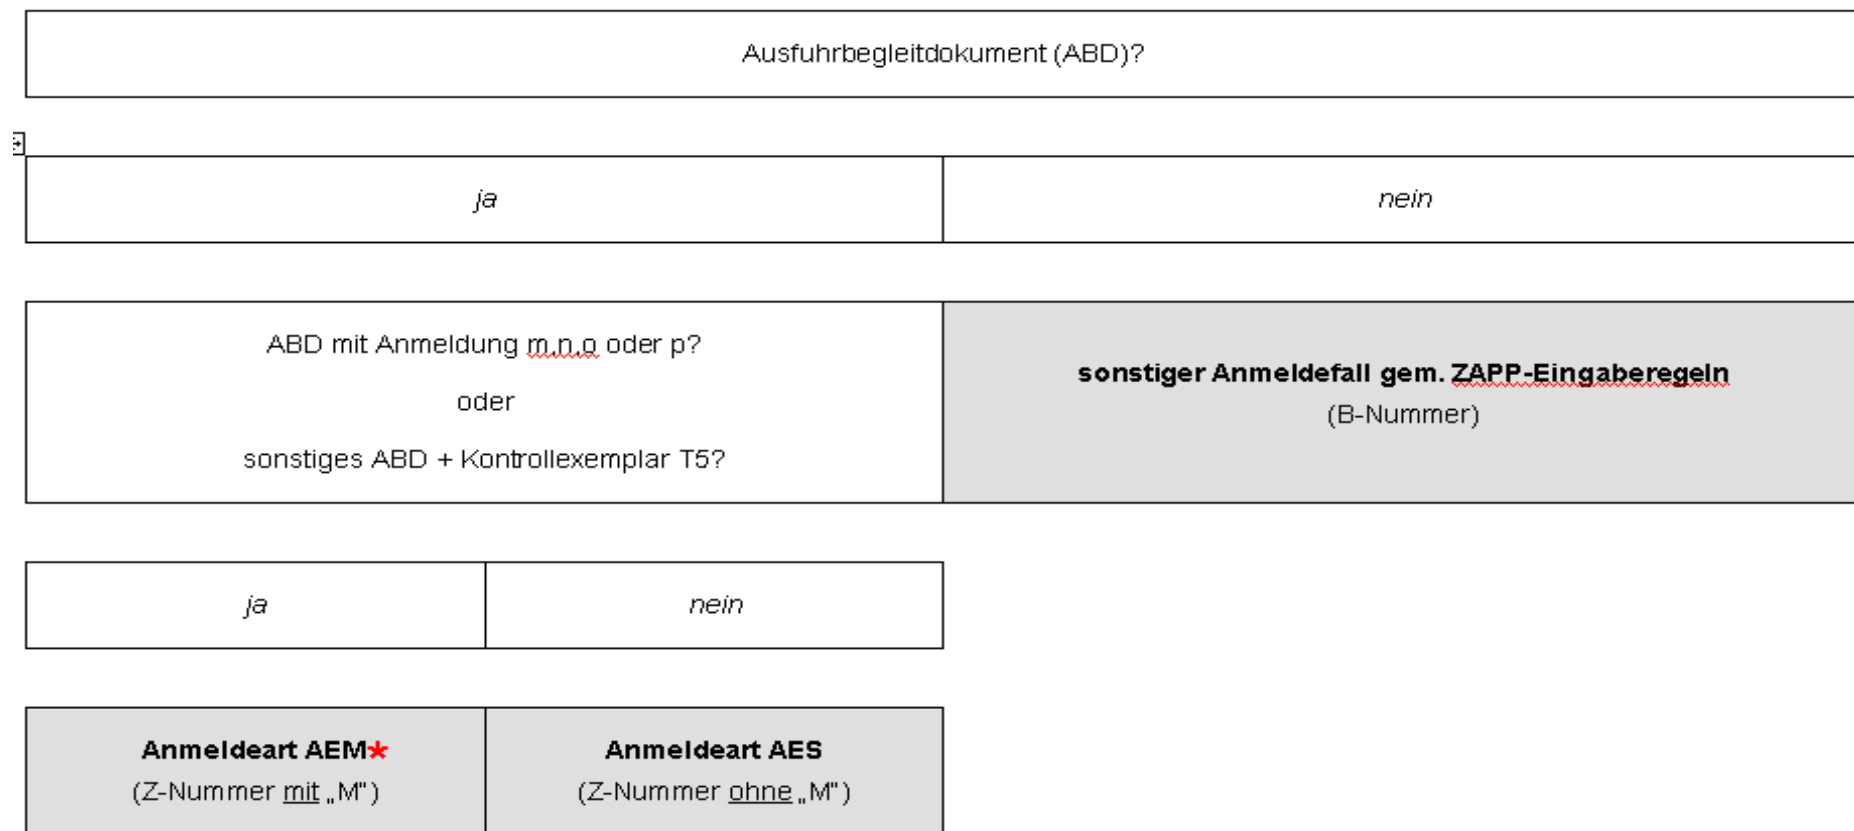 Ausfuhrbegleitdokument (ABD)?
ja
nein
ABD mit Anmeldung m,n,o oder p?
oder
sonstiges ABD + Kontrollexemplar T5?
sonstiger Anmeldefall gem. ZAPP-Eingaberegeln
(B-Nummer)
ja
nein
Anmeldeart AEM*
(Z-Nummer mit „M")
Anmeldeart AES
(Z-Nummer ohne „M")